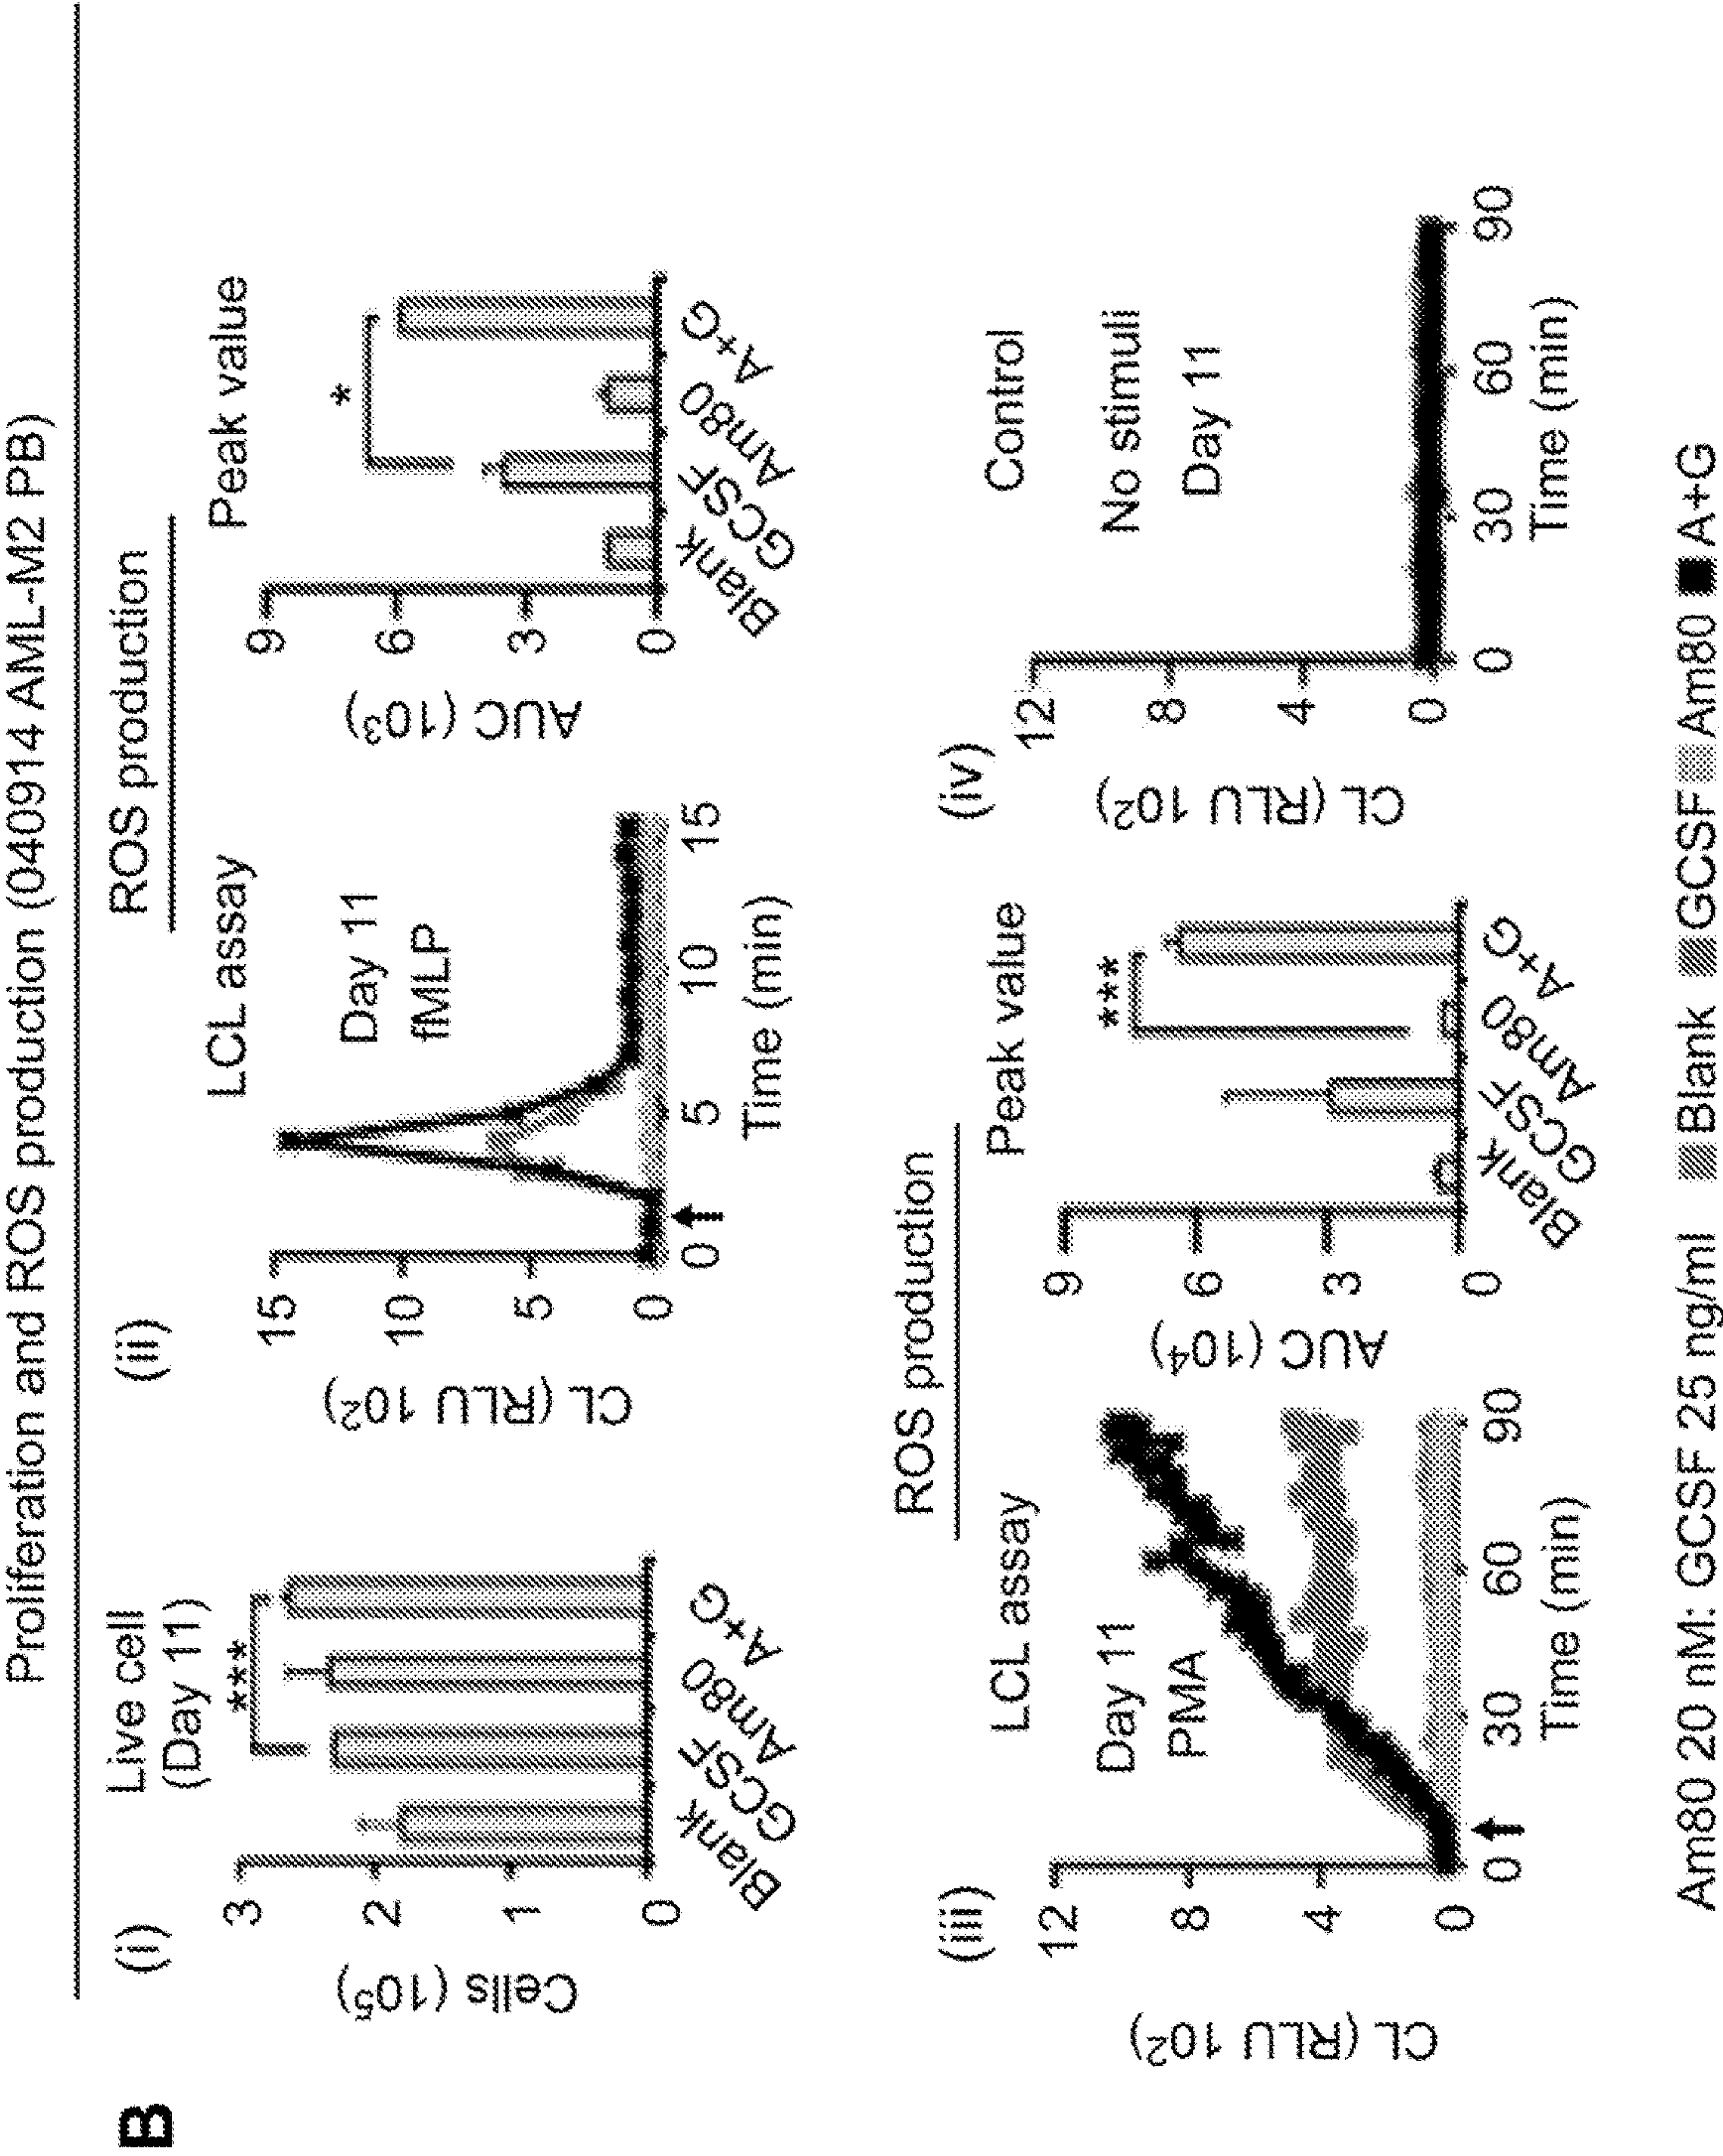 B
Proliferation and ROS production (040914 AML-M2 PB)
(i)
Live cell
(Day 11)
***
Cells (10⁵)
3
2
1
0
Blank
GCSF
Am80
A+G
ROS production
(ii)
LCL assay
Day 11
fMLP
CL (RLU 10²)
15
10
5
0
0
5
10
15
Time (min)
Peak value
*
AUC (10³)
9
6
3
0
Blank
GCSF
Am80
A+G
ROS production
(iii)
LCL assay
Day 11
PMA
CL (RLU 10²)
12
8
4
0
0
30
60
90
Time (min)
Peak value
***
AUC (10⁴)
9
6
3
0
Blank
GCSF
Am80
A+G
(iv)
Control
No stimuli
Day 11
CL (RLU 10²)
12
8
4
0
0
30
60
90
Time (min)
Am80 20 nM: GCSF 25 ng/ml Blank GCSF Am80 A+G